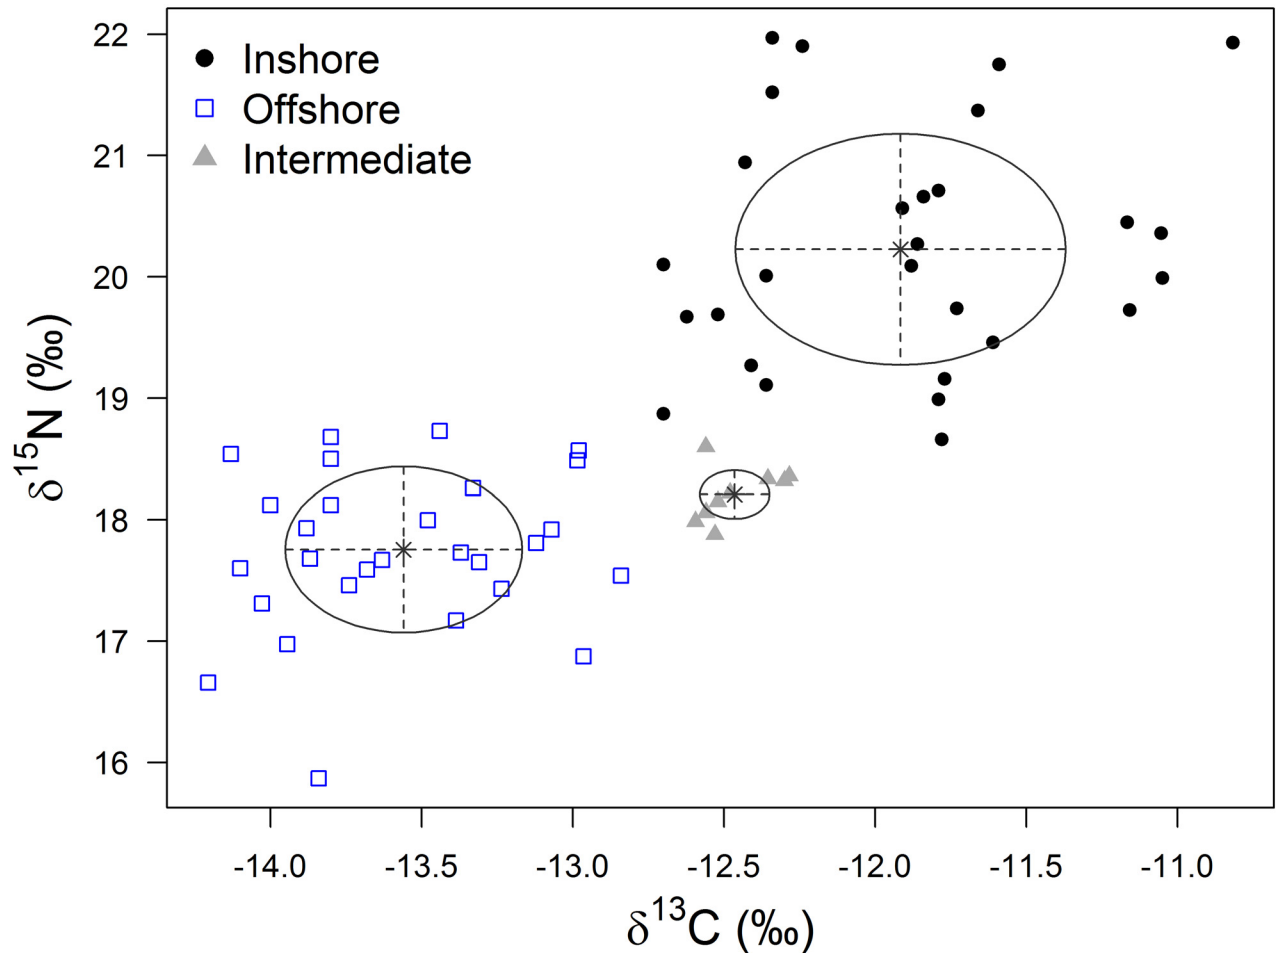 Inshore
Offshore
Intermediate
22
21
20
19
18
17
16
δ¹⁵N (‰)
-14.0 -13.5 -13.0 -12.5 -12.0 -11.5 -11.0
δ¹³C (‰)